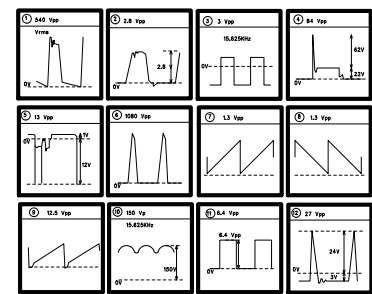 ① 540 Vpp
Vrms
0V
② 2.8 Vpp
2.8 V
0V
③ 3 Vpp
15.625KHz
0V
④ 84 Vpp
62V
22V
0V
⑤ 13 Vpp
0V
1V
12V
⑥ 1080 Vpp
⑦ 1.3 Vpp
⑧ 1.3 Vpp
⑨ 12.5 Vpp
0V
⑩ 150 Vp
15.625KHz
150V
0V
⑪ 6.4 Vpp
6.4 Vpp
0V
⑫ 27 Vpp
24V
0V
3V